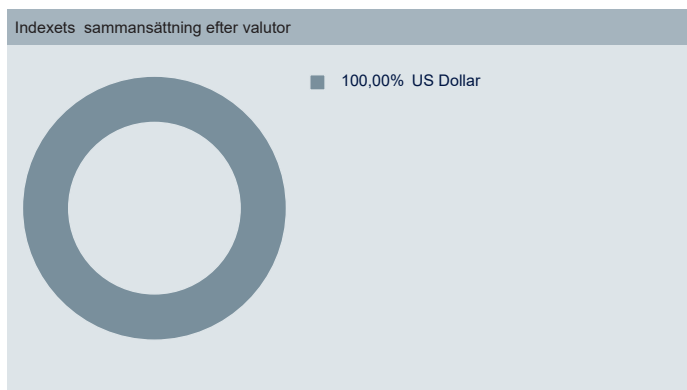 Indexets sammansättning efter valutor
100,00% US Dollar